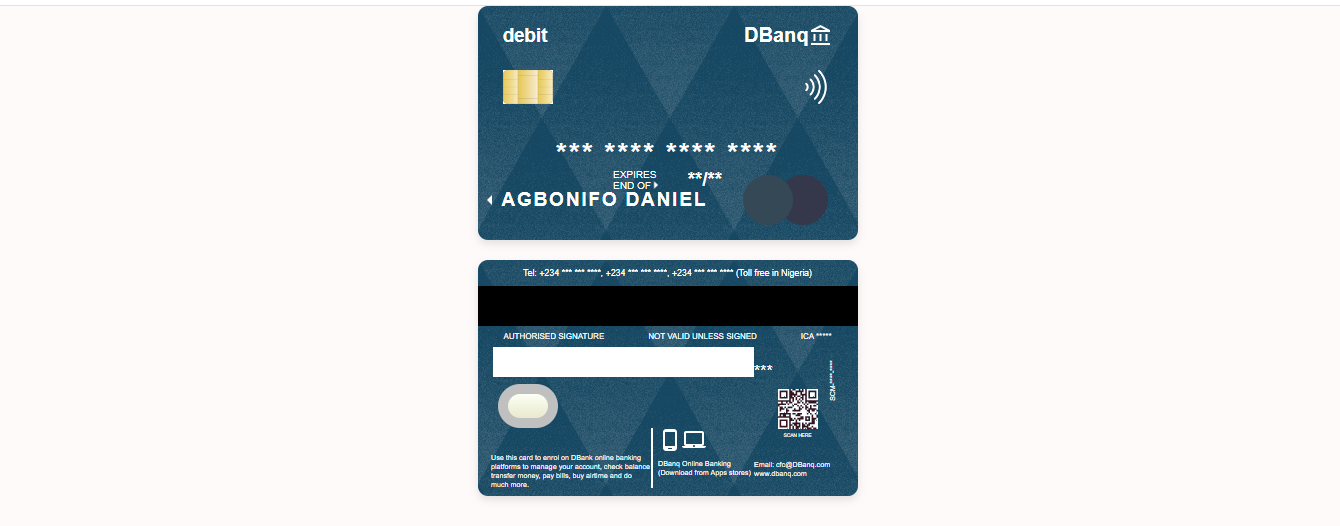 debit
DBanq
*** **** **** ****
EXPIRES
END OF
**/**
AGBONIFO DANIEL
Tel: +234 *** *** ****, +234 *** *** ****, +234 *** *** **** (Toll free in Nigeria)
AUTHORISED SIGNATURE
NOT VALID UNLESS SIGNED
ICA *****
***
SCM-****-****
SCAN HERE
Use this card to enrol on DBank online banking
platforms to manage your account, check balance
transfer money, pay bills, buy airtime and do
much more.
DBanq Online Banking
(Download from Apps stores)
Email: cfo@DBanq.com
www.dbanq.com